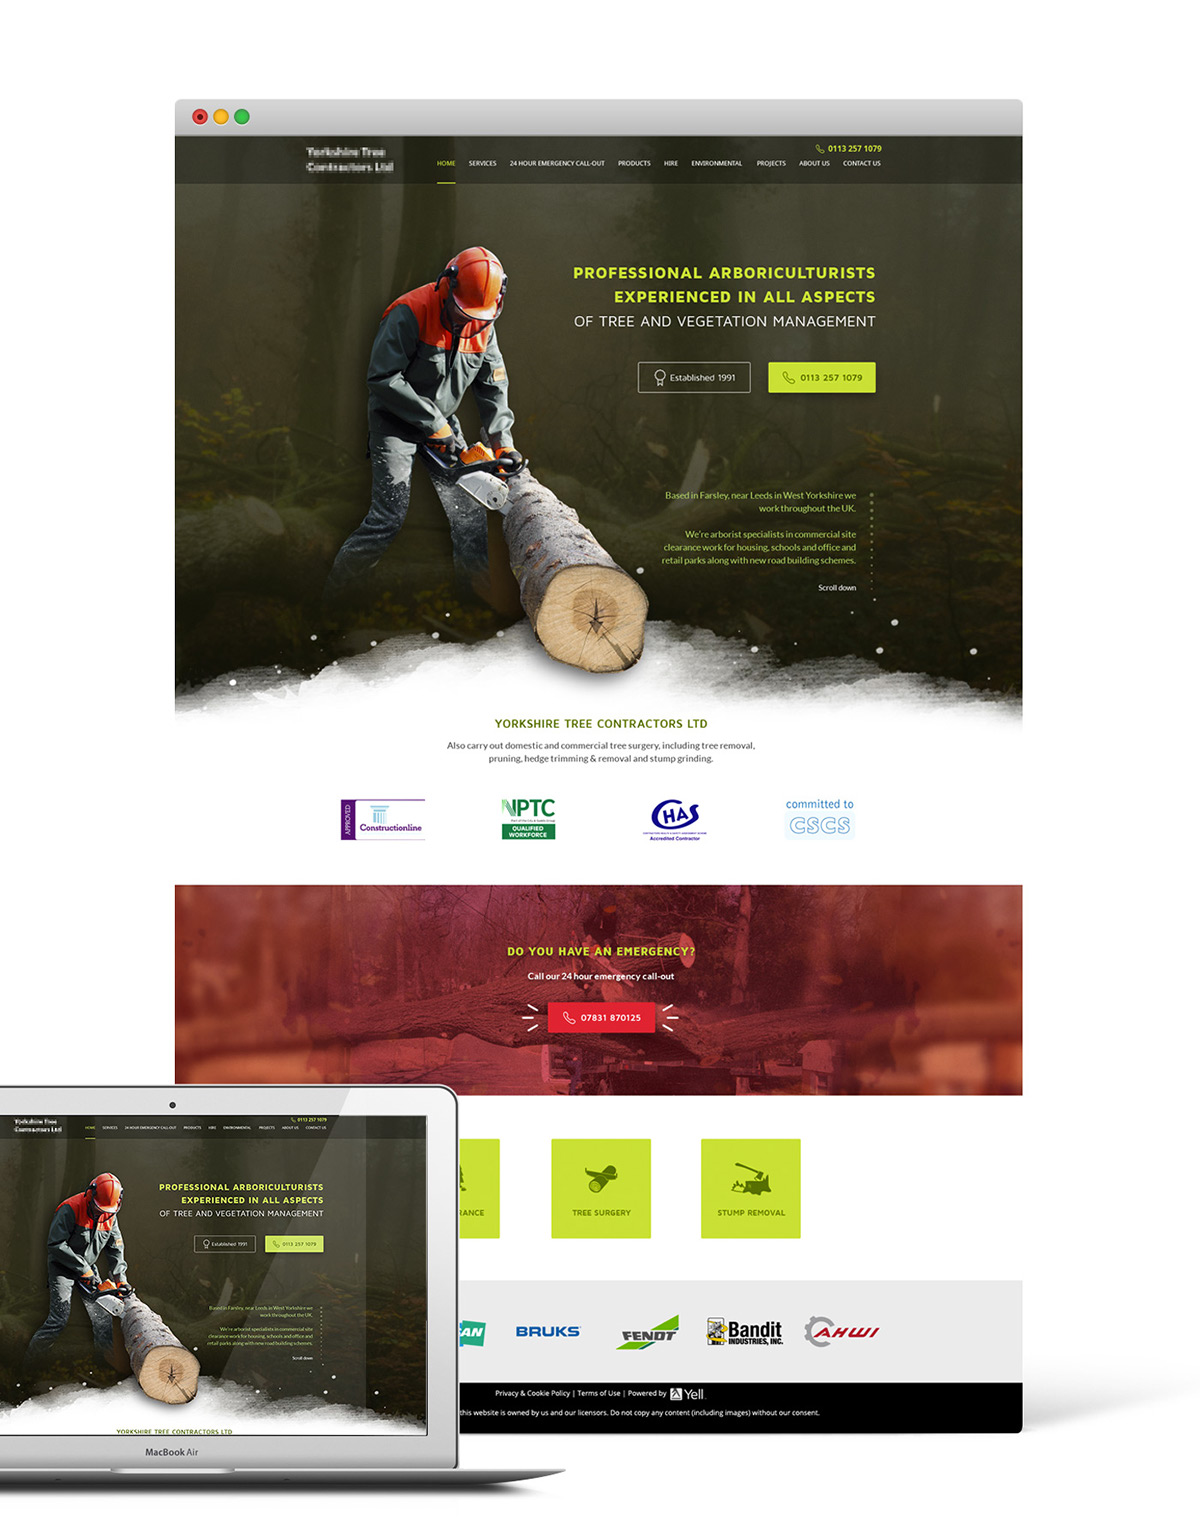 Yorkshire Tree
Contractors Ltd
0113 257 1079
HOME SERVICES 24 HOUR EMERGENCY CALL-OUT PRODUCTS HIRE ENVIRONMENTAL PROJECTS ABOUT US CONTACT US
PROFESSIONAL ARBORICULTURISTS
EXPERIENCED IN ALL ASPECTS
OF TREE AND VEGETATION MANAGEMENT
Established 1991
0113 257 1079
Based in Farsley, near Leeds in West Yorkshire we
work throughout the UK.
We're arborist specialists in commercial site
clearance work for housing, schools and office and
retail parks along with new road building schemes.
Scroll down
YORKSHIRE TREE CONTRACTORS LTD
Also carry out domestic and commercial tree surgery, including tree removal,
pruning, hedge trimming & removal and stump grinding.
APPROVED
Constructionline
NPTC
Part of the City & Guilds Group
QUALIFIED
WORKFORCE
CHAS
CONTRACTORS HEALTH & SAFETY ASSESSMENT SCHEME
Accredited Contractor
committed to
CSCS
DO YOU HAVE AN EMERGENCY?
Call our 24 hour emergency call-out
07831 870125
RANCE
TREE SURGERY
STUMP REMOVAL
AN
BRUKS
FENDT
Bandit
INDUSTRIES, INC.
AHWI
Privacy & Cookie Policy | Terms of Use | Powered by Yell
this website is owned by us and our licensors. Do not copy any content (including images) without our consent.
Yorkshire Tree
Contractors Ltd
0113 257 1079
HOME SERVICES 24 HOUR EMERGENCY CALL-OUT PRODUCTS HIRE ENVIRONMENTAL PROJECTS ABOUT US CONTACT US
PROFESSIONAL ARBORICULTURISTS
EXPERIENCED IN ALL ASPECTS
OF TREE AND VEGETATION MANAGEMENT
Established 1991
0113 257 1079
Based in Farsley, near Leeds in West Yorkshire we
work throughout the UK.
We're arborist specialists in commercial site
clearance work for housing, schools and office and
retail parks along with new road building schemes.
Scroll down
YORKSHIRE TREE CONTRACTORS LTD
MacBook Air